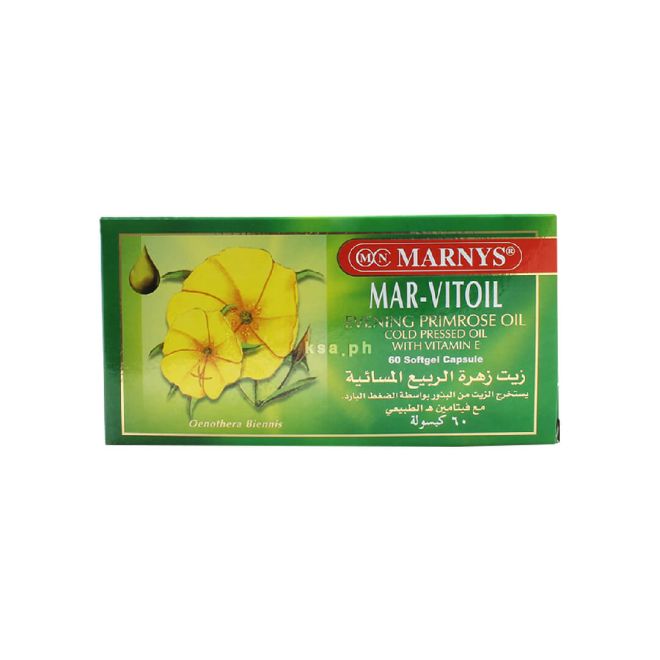 MN MARNYS®
MAR-VITOIL
EVENING PRIMROSE OIL
COLD PRESSED OIL
WITH VITAMIN E
ksa.ph
60 Softgel Capsule
زيت زهرة الربيع المسائية
يستخرج الزيت من البذور بواسطة الضغط البارد.
مع فيتامين هـ الطبيعي
٦٠ كبسولة
Oenothera Biennis